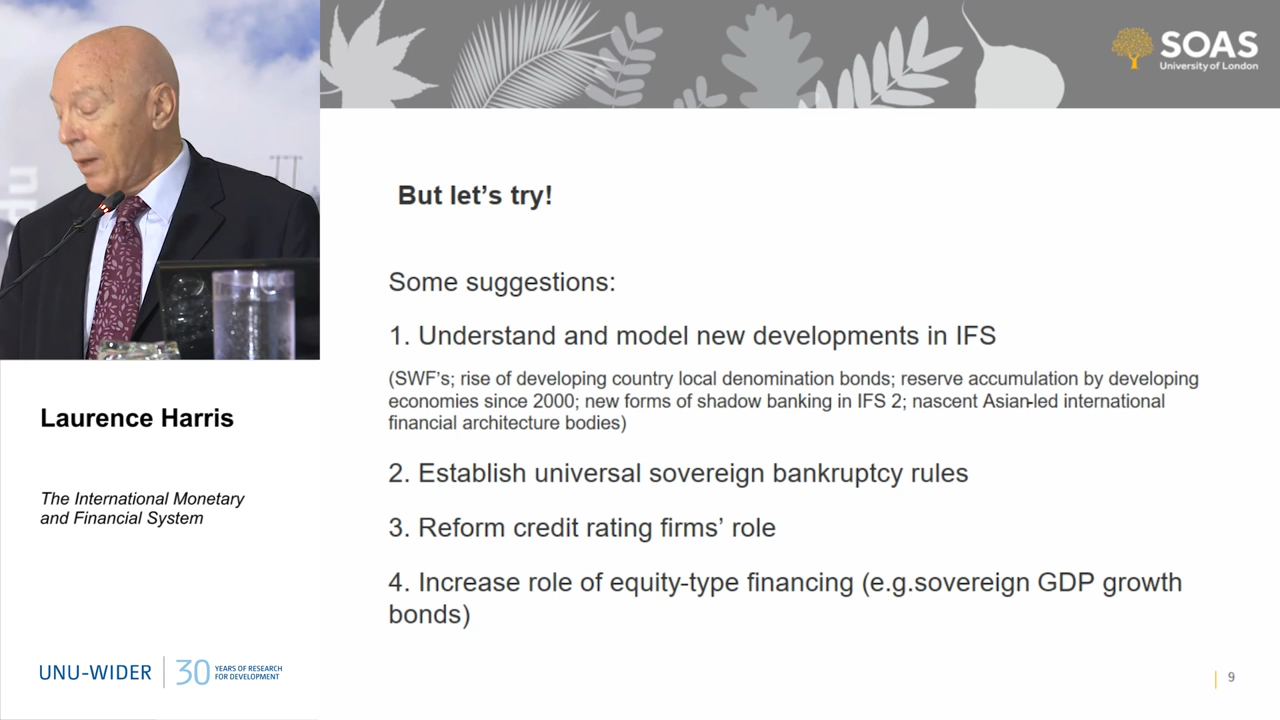 SOAS
University of London
But let’s try!
Some suggestions:
1. Understand and model new developments in IFS
(SWF’s; rise of developing country local denomination bonds; reserve accumulation by developing
economies since 2000; new forms of shadow banking in IFS 2; nascent Asian-led international
financial architecture bodies)
2. Establish universal sovereign bankruptcy rules
3. Reform credit rating firms’ role
4. Increase role of equity-type financing (e.g.sovereign GDP growth
bonds)
9
Laurence Harris
The International Monetary
and Financial System
UNU-WIDER
30
YEARS OF RESEARCH
FOR DEVELOPMENT